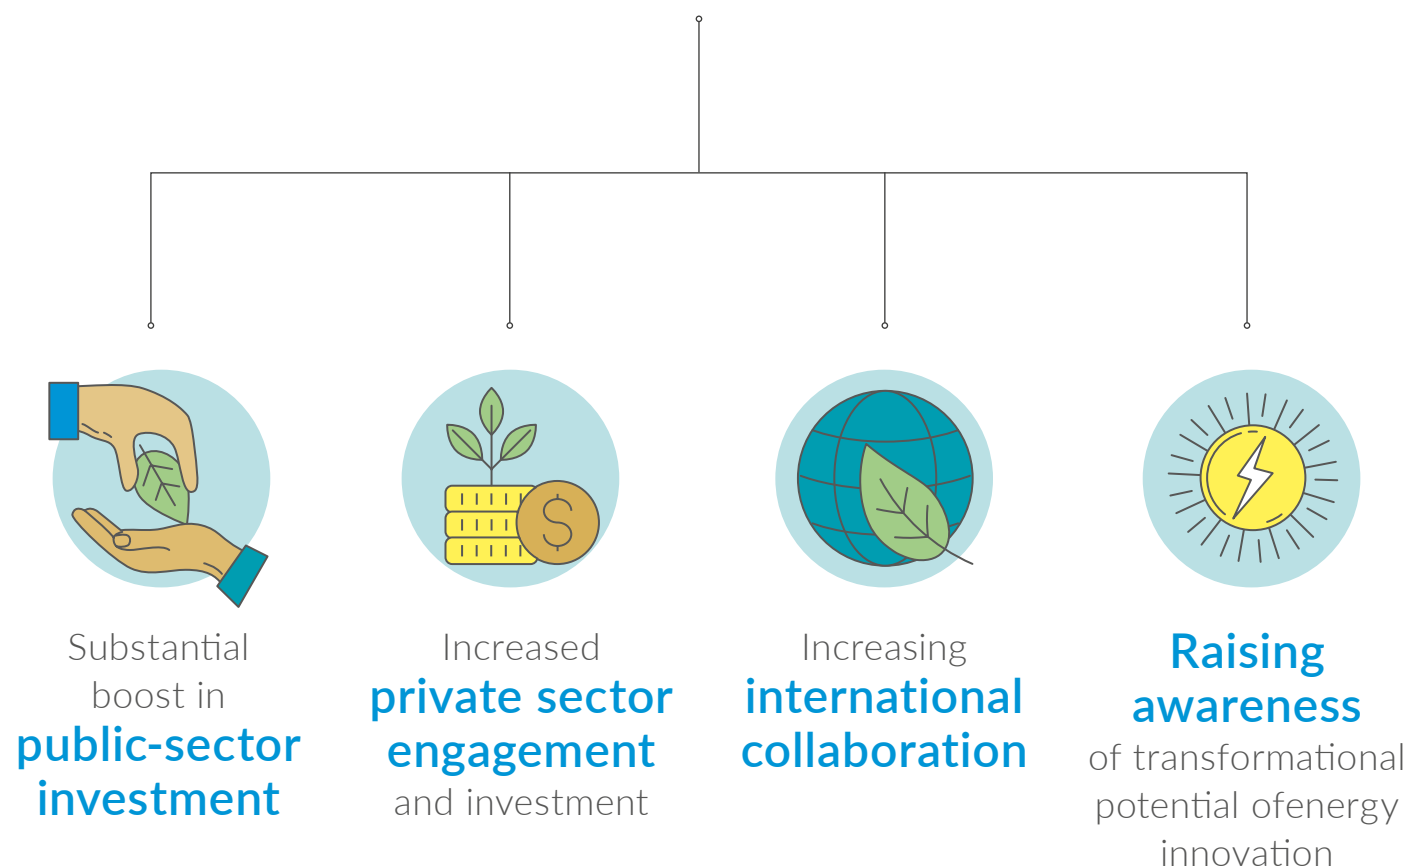 Substantial
boost in
public-sector
investment
Increased
private sector
engagement
and investment
Increasing
international
collaboration
Raising
awareness
of transformational
potential ofenergy
innovation
$